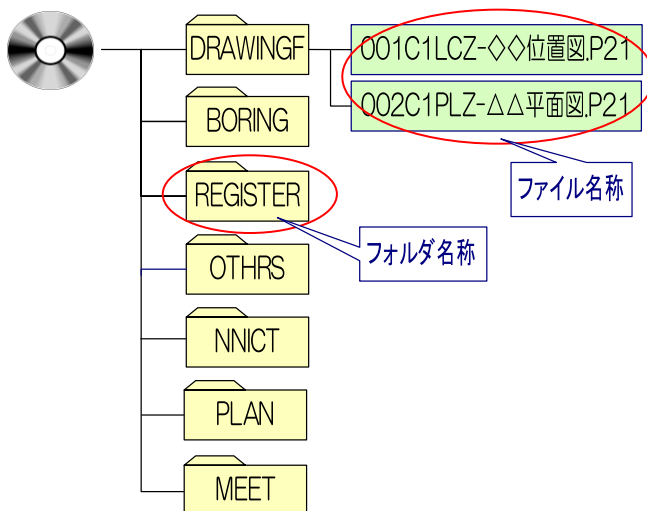 DRAWINGF
001C1LCZ-◇◇位置図.P21
002C1PLZ-△△平面図.P21
BORING
ファイル名称
REGISTER
フォルダ名称
OTHRS
NNICT
PLAN
MEET